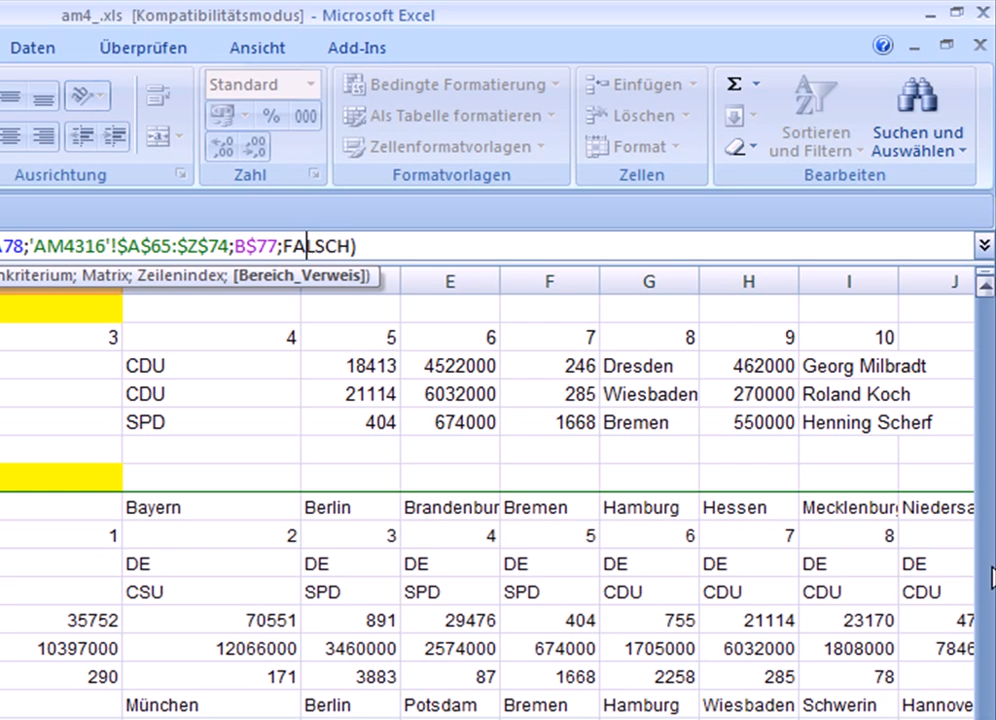 am4_.xls [Kompatibilitätsmodus] - Microsoft Excel
Daten Überprüfen Ansicht Add-Ins
Standard Bedingte Formatierung Einfügen Σ
% 000 Als Tabelle formatieren Löschen
Zellenformatvorlagen Format
Sortieren und Filtern
Suchen und Auswählen
Ausrichtung Zahl Formatvorlagen Zellen Bearbeiten
A78;'AM4316'!$A$65:$Z$74;B$77;FALSCH)
nkriterium; Matrix; Zeilenindex; [Bereich_Verweis])
E F G H I J
3 4 5 6 7 8 9 10
CDU 18413 4522000 246 Dresden 462000 Georg Milbradt
CDU 21114 6032000 285 Wiesbaden 270000 Roland Koch
SPD 404 674000 1668 Bremen 550000 Henning Scherf
Bayern Berlin Brandenbur Bremen Hamburg Hessen Mecklenburg Niedersa
1 2 3 4 5 6 7 8
DE DE DE DE DE DE DE DE
CSU SPD SPD SPD CDU CDU CDU CDU
35752 70551 891 29476 404 755 21114 23170 47
10397000 12066000 3460000 2574000 674000 1705000 6032000 1808000 7846
290 171 3883 87 1668 2258 285 78
München Berlin Potsdam Bremen Hamburg Wiesbaden Schwerin Hannove